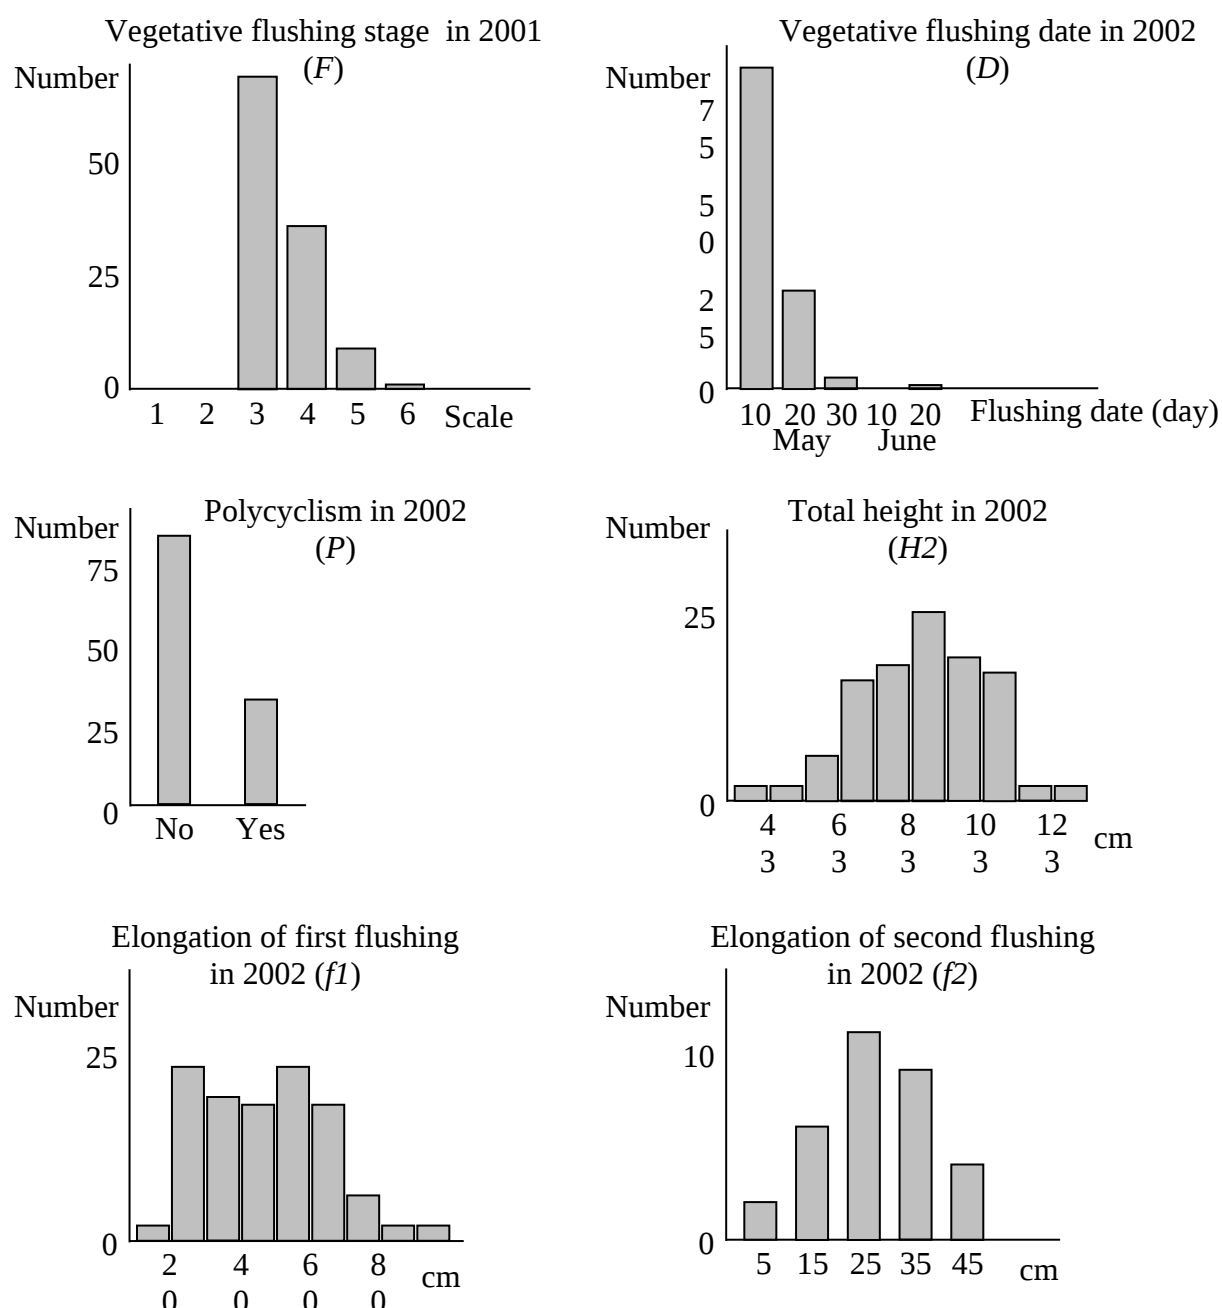 Vegetative flushing stage in 2001
(F)
Number
50
25
0
1 2 3 4 5 6 Scale
Vegetative flushing date in 2002
(D)
Number
7
5
5
0
2
5
0
10 20 30 10 20 Flushing date (day)
May June
Polycyclism in 2002
(P)
Number
75
50
25
0
No Yes
Total height in 2002
(H2)
Number
25
0
4 6 8 10 12 cm
3 3 3 3 3
Elongation of first flushing
in 2002 (f1)
Number
25
0
2 4 6 8 cm
0 0 0 0
Elongation of second flushing
in 2002 (f2)
Number
10
0
5 15 25 35 45 cm